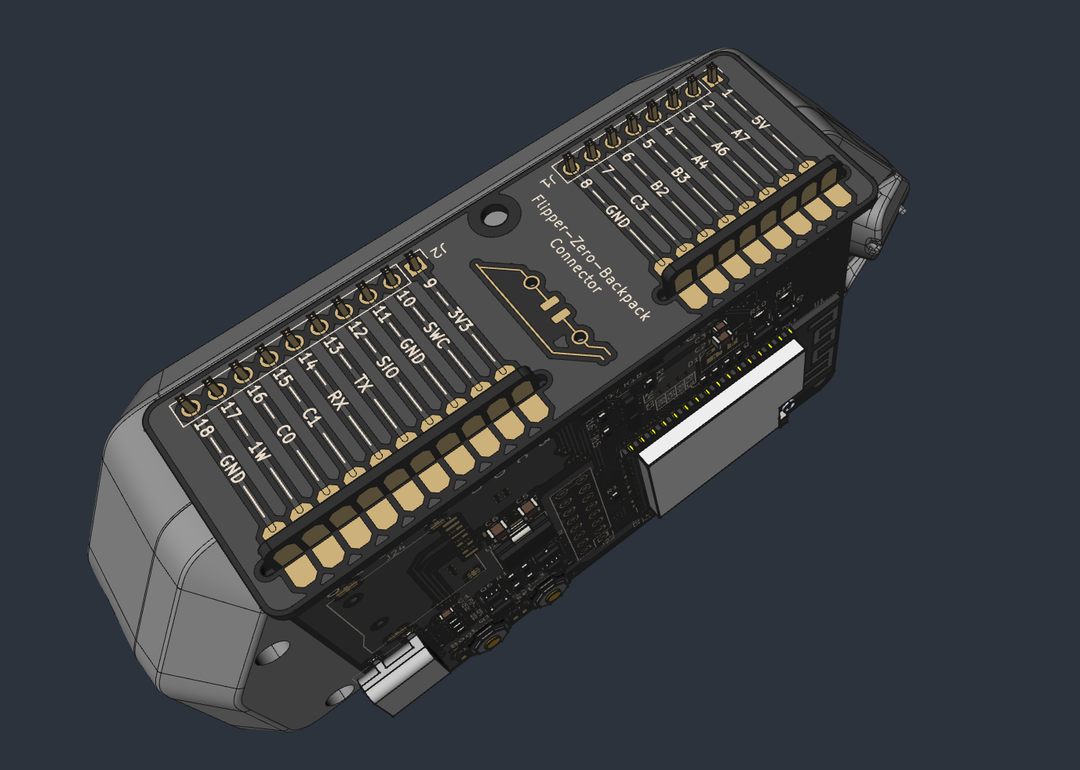 J1
1 5V
2 A7
3 A6
4 A4
5 B3
6 B2
7 C3
8 GND
Flipper-Zero-Backpack
Connector
J2
9 3V3
10 SWC
11 GND
12 SIO
13 TX
14 RX
15 C1
16 C0
17 1W
18 GND
R12
R10